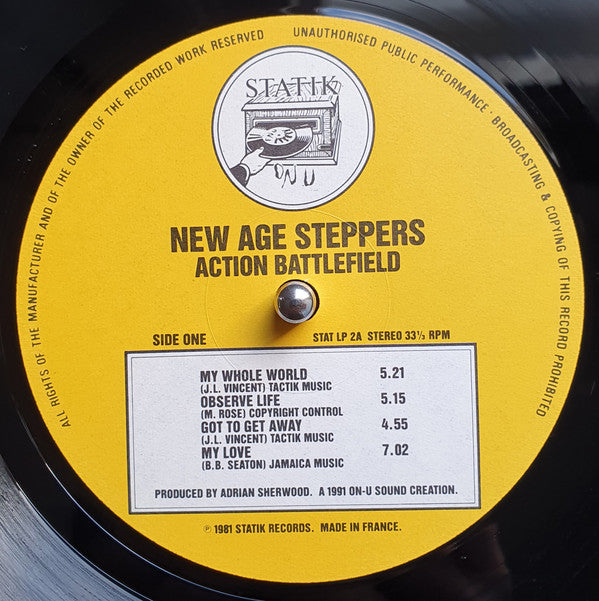 ALL RIGHTS OF THE MANUFACTURER AND OF THE OWNER OF THE RECORDED WORK RESERVED
UNAUTHORISED PUBLIC PERFORMANCE · BROADCASTING & COPYING OF THIS RECORD PROHIBITED
STATIK
ON U
NEW AGE STEPPERS
ACTION BATTLEFIELD
SIDE ONE STAT LP 2A STEREO 33⅓ RPM
MY WHOLE WORLD 5.21
(J.L. VINCENT) TACTIK MUSIC
OBSERVE LIFE 5.15
(M. ROSE) COPYRIGHT CONTROL
GOT TO GET AWAY 4.55
(J.L. VINCENT) TACTIK MUSIC
MY LOVE 7.02
(B.B. SEATON) JAMAICA MUSIC
PRODUCED BY ADRIAN SHERWOOD. A 1991 ON-U SOUND CREATION.
℗ 1981 STATIK RECORDS. MADE IN FRANCE.